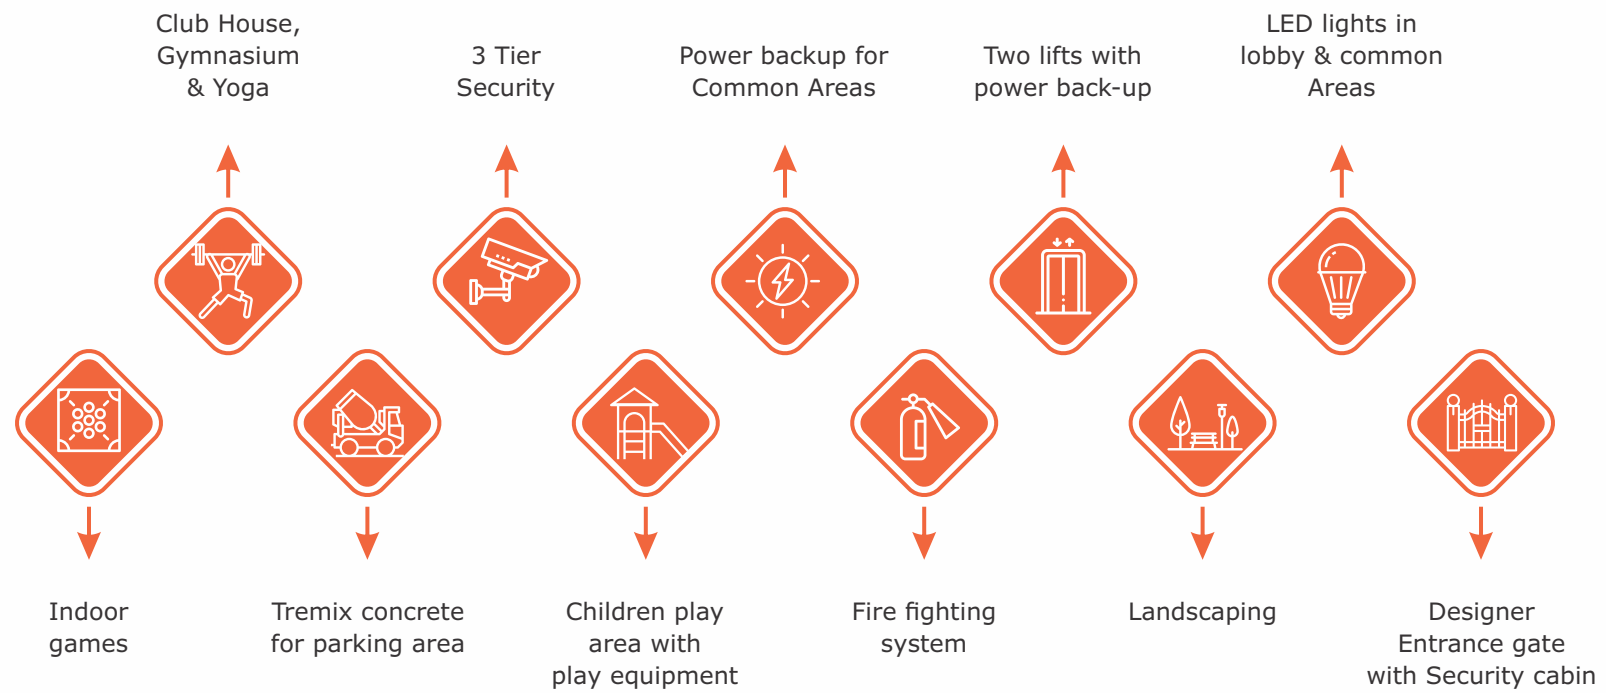 Club House,
Gymnasium
& Yoga
3 Tier
Security
Power backup for
Common Areas
Two lifts with
power back-up
LED lights in
lobby & common
Areas
Indoor
games
Tremix concrete
for parking area
Children play
area with
play equipment
Fire fighting
system
Landscaping
Designer
Entrance gate
with Security cabin